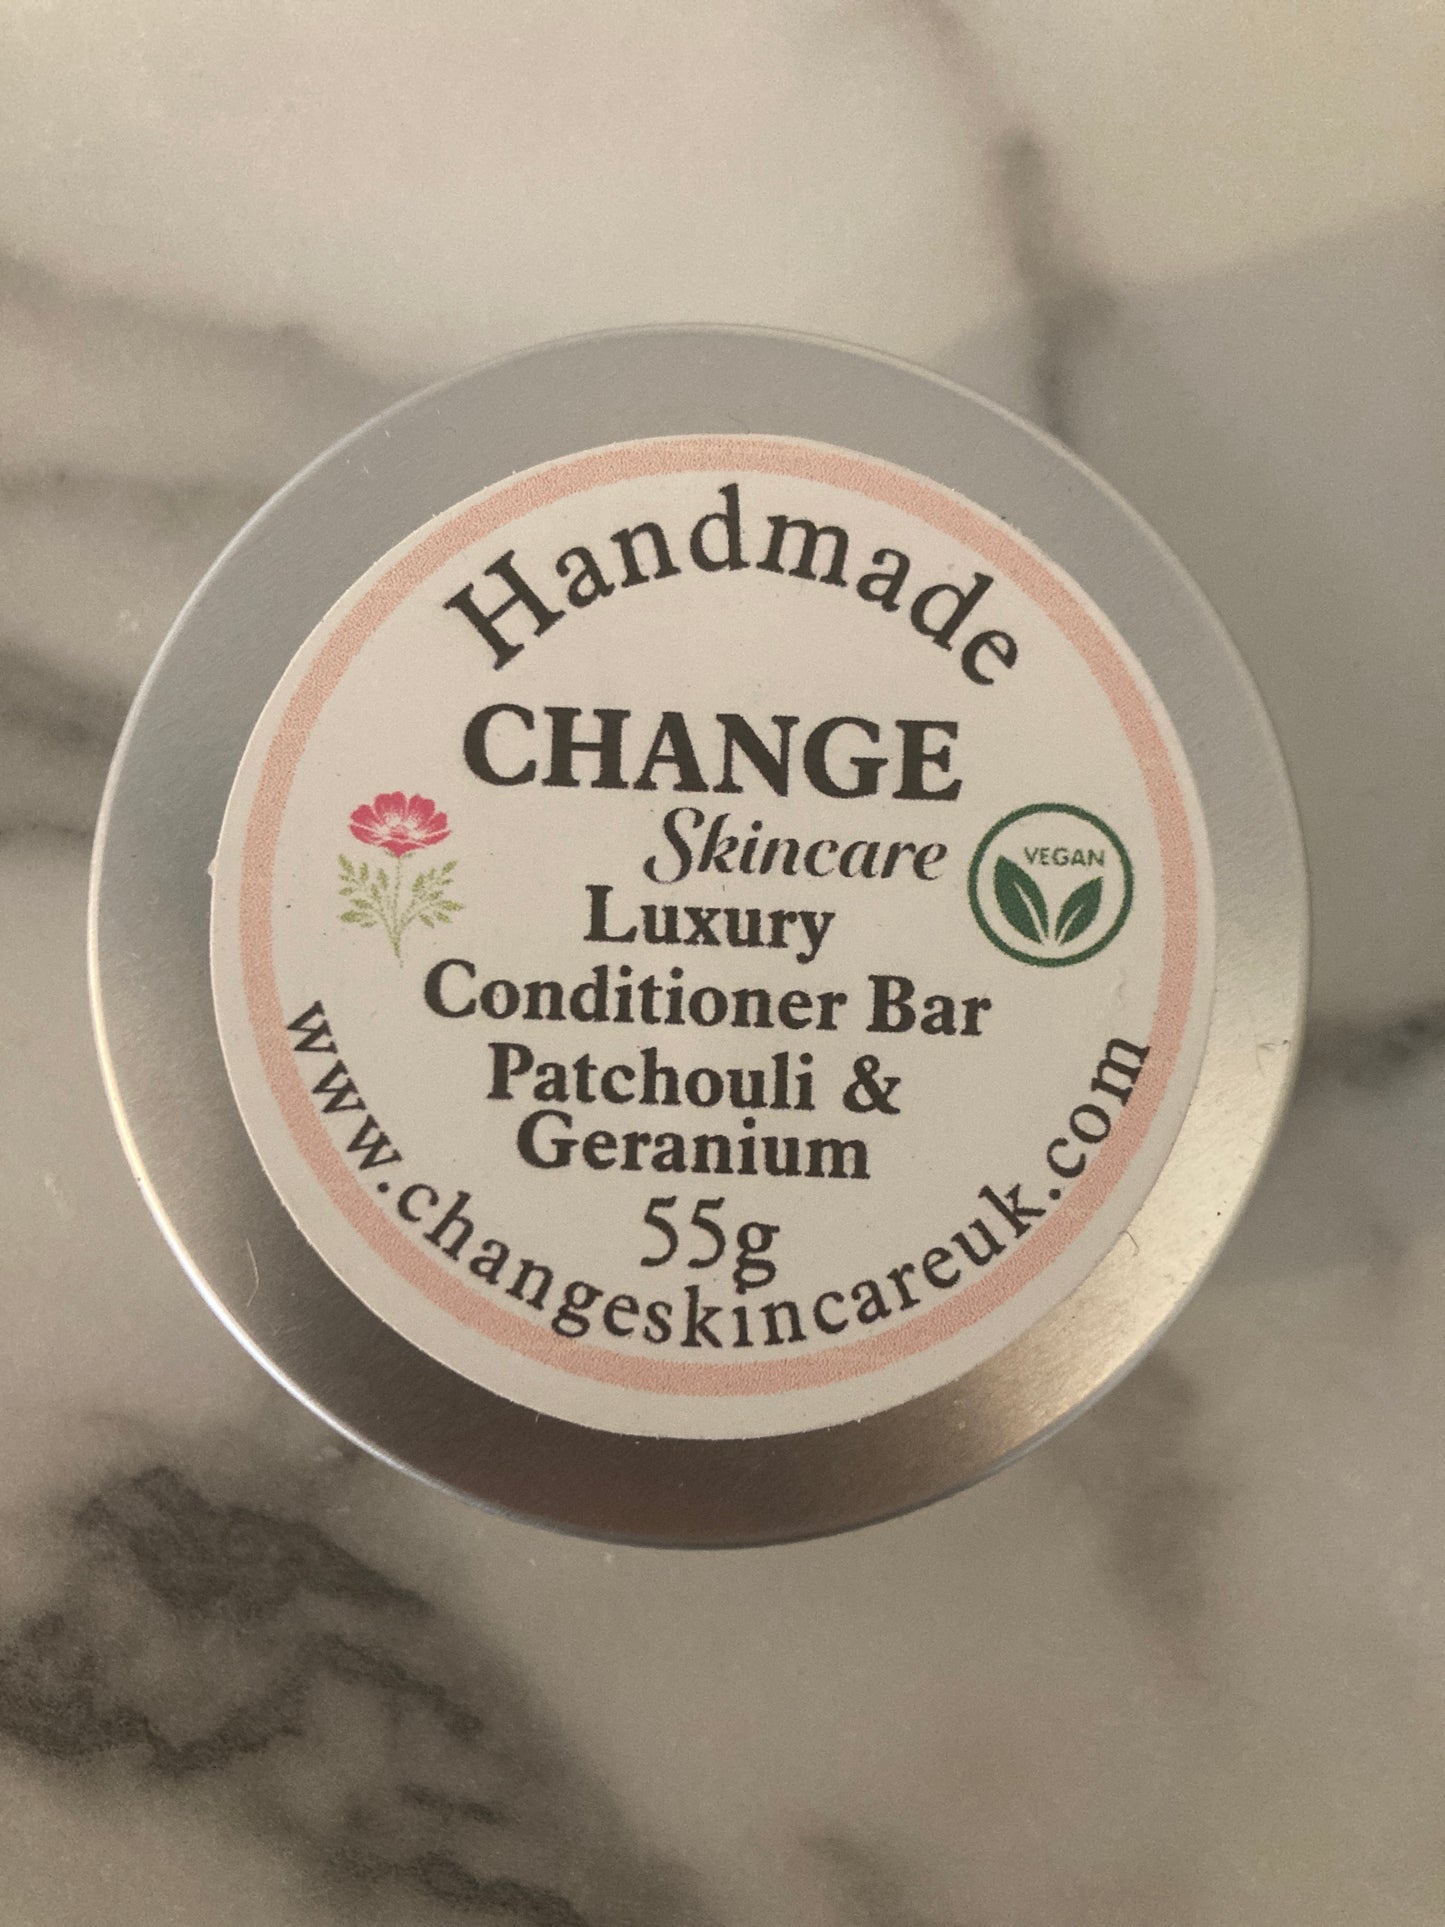 Handmade
CHANGE
Skincare
VEGAN
Luxury
Conditioner Bar
Patchouli &
Geranium
55g
www.changeskincareuk.com